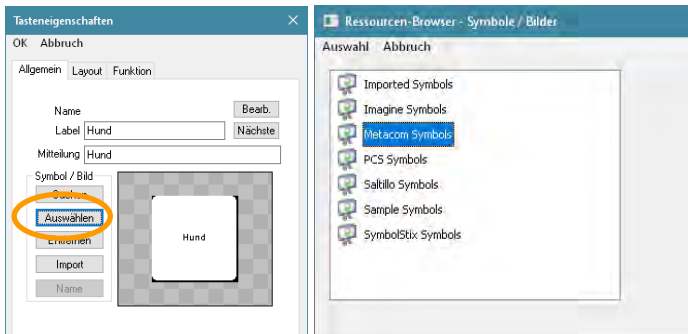 Tasteneigenschaften
OK Abbruch
Allgemein Layout Funktion
Name Bearb.
Label Hund Nächste
Mitteilung Hund
Symbol / Bild
Suchen
Auswählen
Entfernen
Import
Name
Hund
Ressourcen-Browser - Symbole / Bilder
Auswahl Abbruch
Imported Symbols
Imagine Symbols
Metacom Symbols
PCS Symbols
Saltillo Symbols
Sample Symbols
SymbolStix Symbols